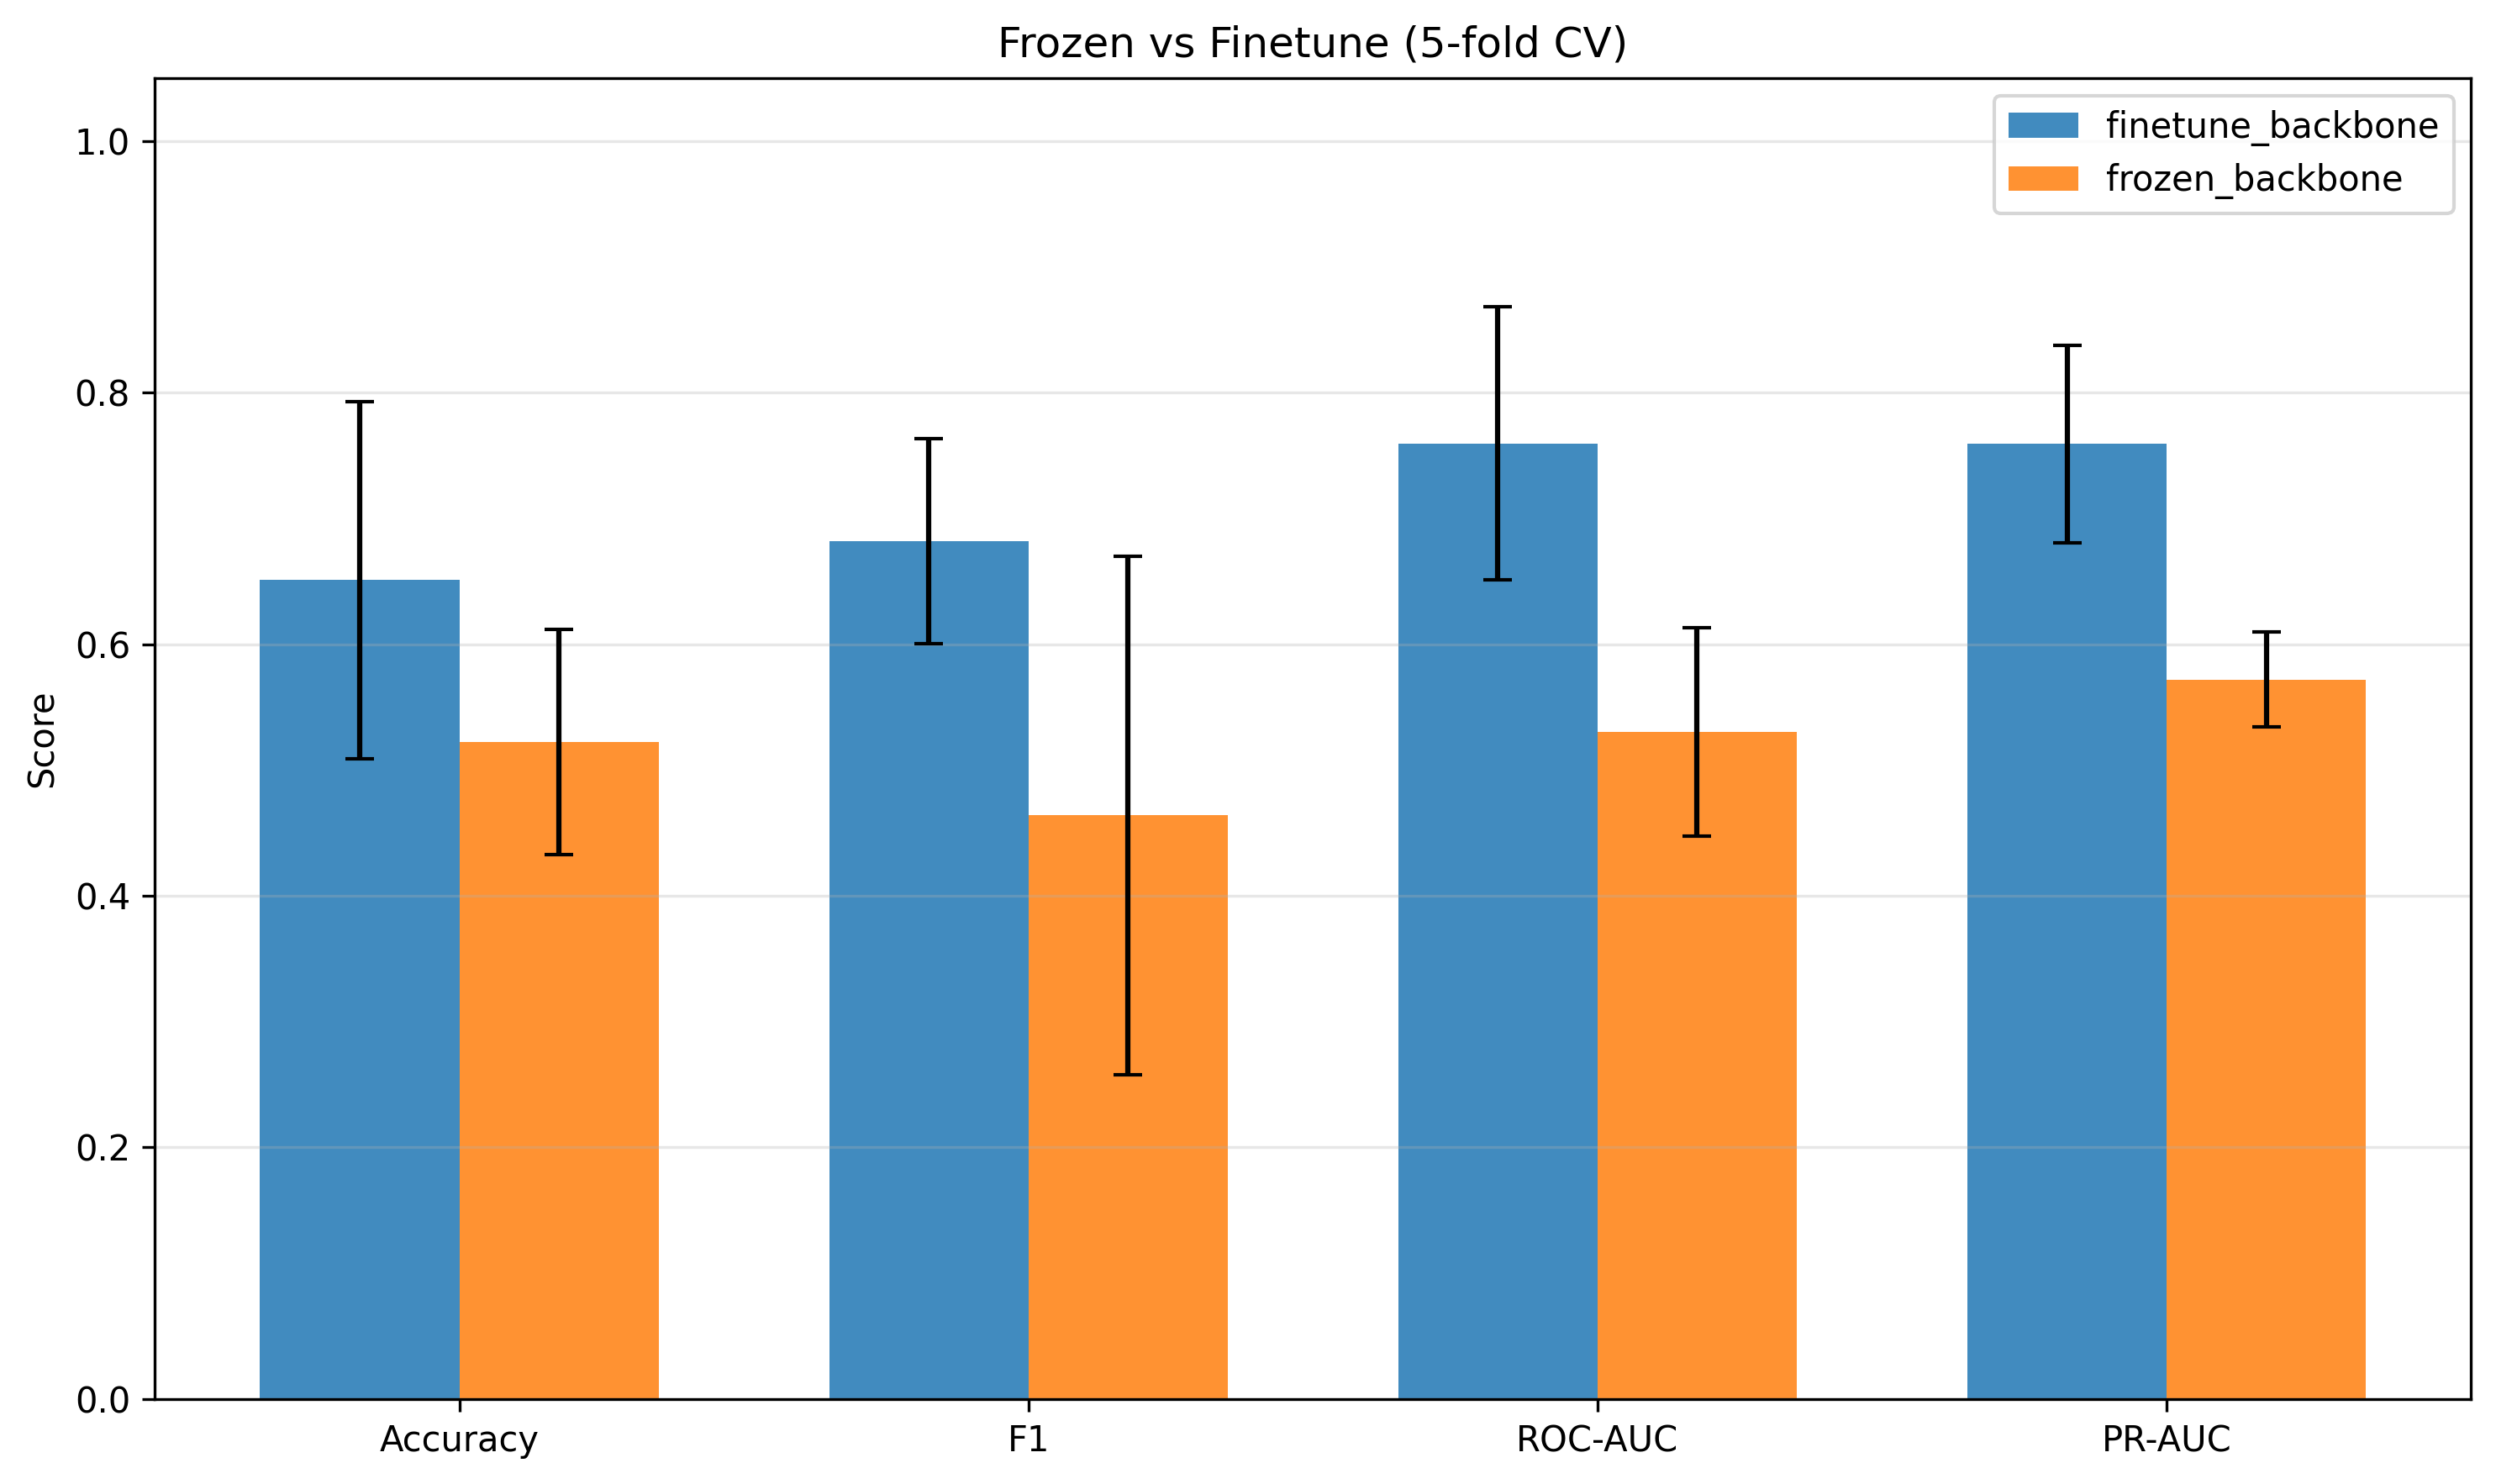 Frozen vs Finetune (5-fold CV)
finetune_backbone
frozen_backbone
1.0
0.8
0.6
0.4
0.2
0.0
Score
Accuracy
F1
ROC-AUC
PR-AUC